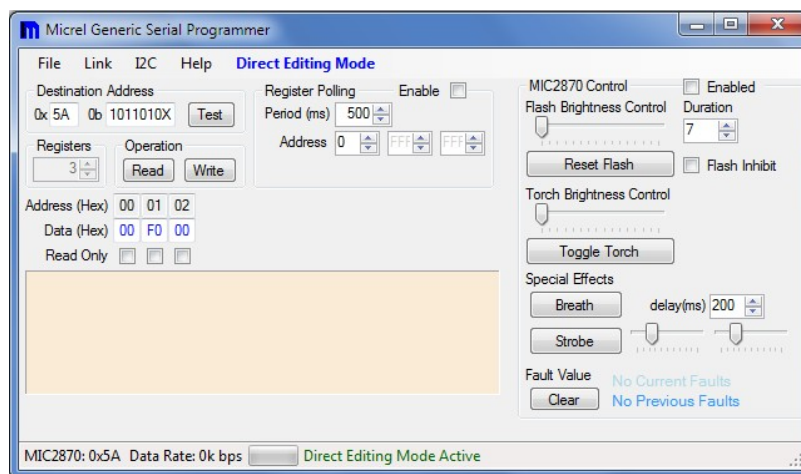 Micrel Generic Serial Programmer
File Link I2C Help Direct Editing Mode
Destination Address
0x 5A 0b 1011010X Test
Registers
3
Operation
Read Write
Register Polling Enable
Period (ms) 500
Address 0 FFF FFF
Address (Hex) 00 01 02
Data (Hex) 00 F0 00
Read Only
MIC2870 Control Enabled
Flash Brightness Control Duration
7
Reset Flash Flash Inhibit
Torch Brightness Control
Toggle Torch
Special Effects
Breath delay(ms) 200
Strobe
Fault Value
No Current Faults
Clear No Previous Faults
MIC2870: 0x5A Data Rate: 0k bps Direct Editing Mode Active